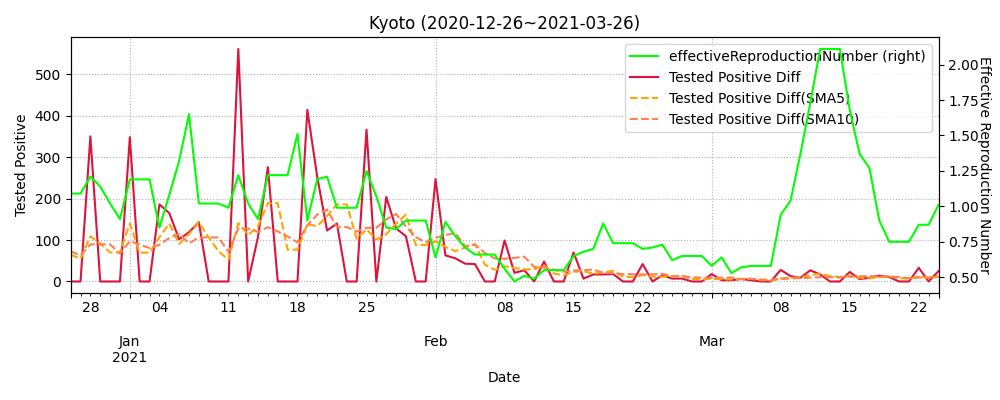 Kyoto (2020-12-26~2021-03-26)
effectiveReproductionNumber (right)
Tested Positive Diff
Tested Positive Diff(SMA5)
Tested Positive Diff(SMA10)
Tested Positive
500
400
300
200
100
0
2.00
1.75
1.50
1.25
1.00
0.75
0.50
Effective Reproduction Number
28 04 11 18 25 08 15 22 08 15 22
Jan Feb Mar
2021
Date